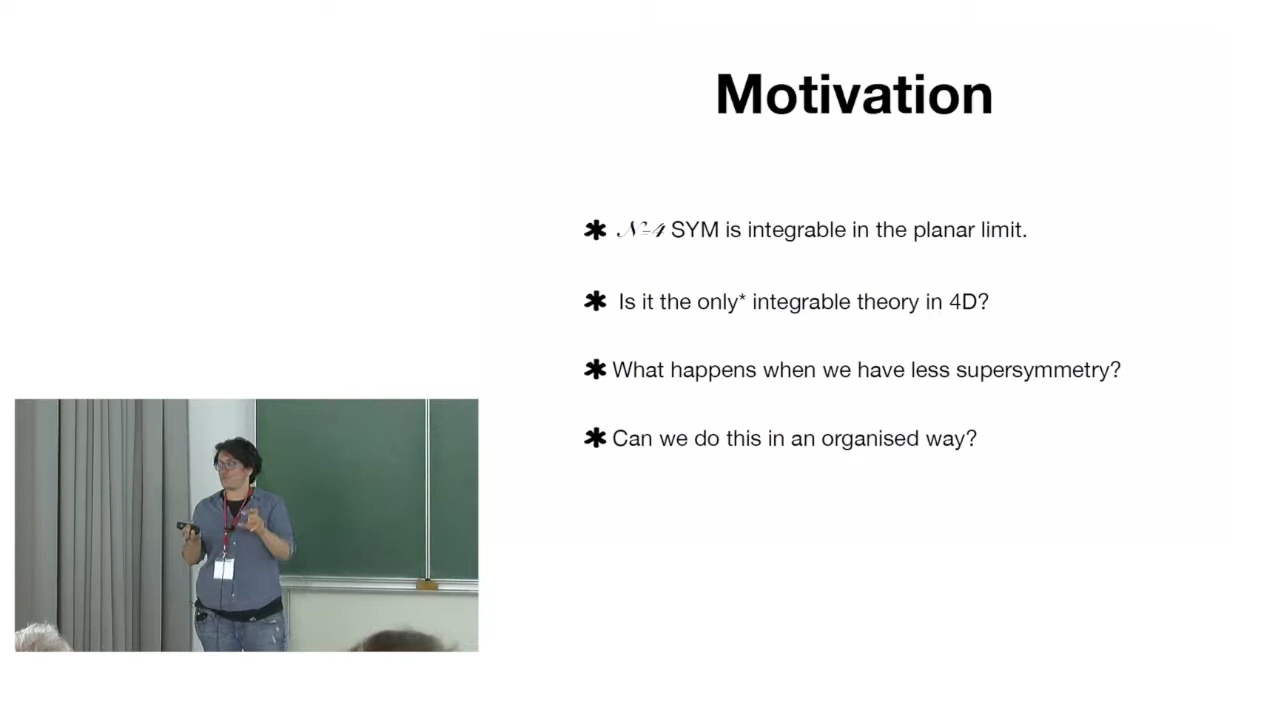 Motivation
✱ 𝒩=4 SYM is integrable in the planar limit.
✱ Is it the only* integrable theory in 4D?
✱ What happens when we have less supersymmetry?
✱ Can we do this in an organised way?